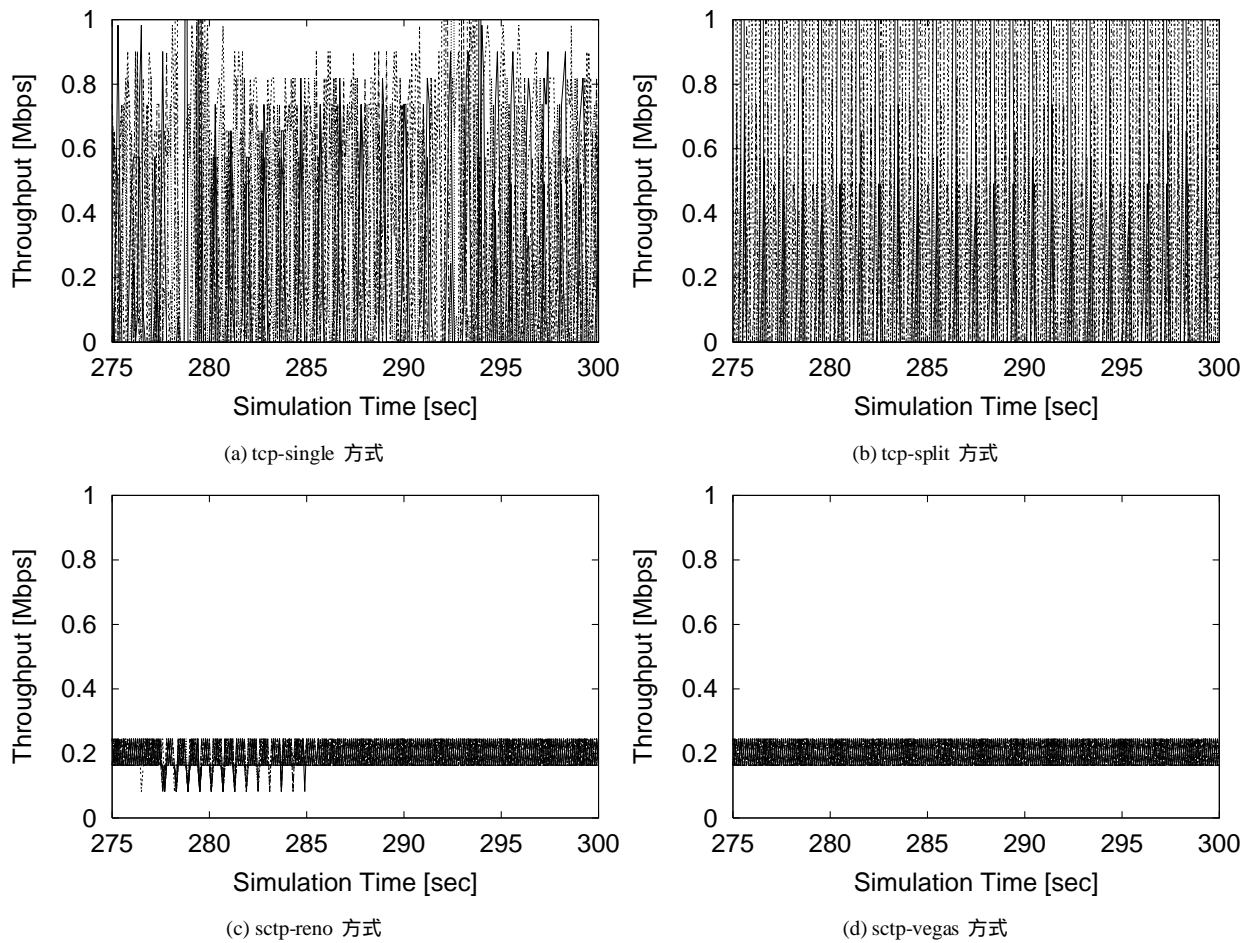 1
0.8
0.6
0.4
0.2
0
275 280 285 290 295 300
Throughput [Mbps]
Simulation Time [sec]
(a) tcp-single 方式
1
0.8
0.6
0.4
0.2
0
275 280 285 290 295 300
Throughput [Mbps]
Simulation Time [sec]
(b) tcp-split 方式
1
0.8
0.6
0.4
0.2
0
275 280 285 290 295 300
Throughput [Mbps]
Simulation Time [sec]
(c) sctp-reno 方式
1
0.8
0.6
0.4
0.2
0
275 280 285 290 295 300
Throughput [Mbps]
Simulation Time [sec]
(d) sctp-vegas 方式